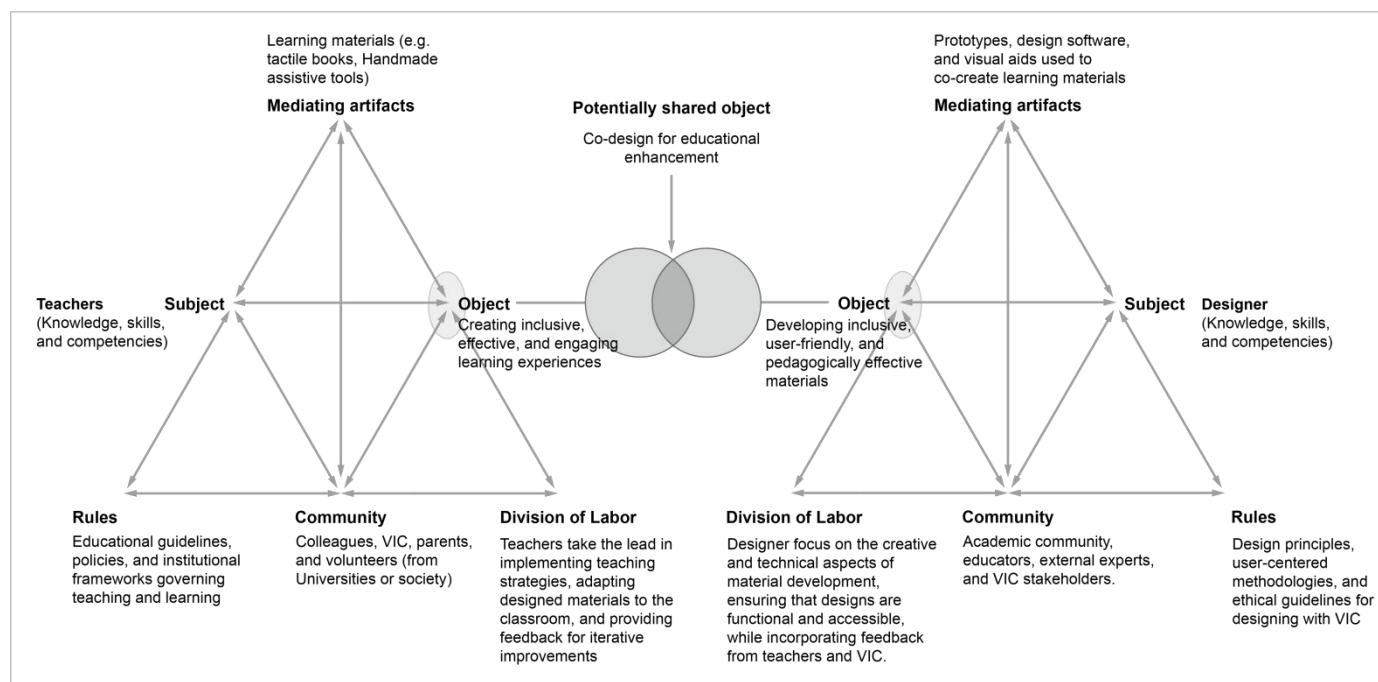 Learning materials (e.g.
tactile books, Handmade
assistive tools)
Mediating artifacts
Potentially shared object
Co-design for educational
enhancement
Prototypes, design software,
and visual aids used to
co-create learning materials
Mediating artifacts
Teachers
(Knowledge, skills,
and competencies)
Subject
Object
Creating inclusive,
effective, and engaging
learning experiences
Object
Developing inclusive,
user-friendly, and
pedagogically effective
materials
Subject
Designer
(Knowledge, skills,
and competencies)
Rules
Educational guidelines,
policies, and institutional
frameworks governing
teaching and learning
Community
Colleagues, VIC, parents,
and volunteers (from
Universities or society)
Division of Labor
Teachers take the lead in
implementing teaching
strategies, adapting
designed materials to the
classroom, and providing
feedback for iterative
improvements
Division of Labor
Designer focus on the creative
and technical aspects of
material development,
ensuring that designs are
functional and accessible,
while incorporating feedback
from teachers and VIC.
Community
Academic community,
educators, external experts,
and VIC stakeholders.
Rules
Design principles,
user-centered
methodologies, and
ethical guidelines for
designing with VIC